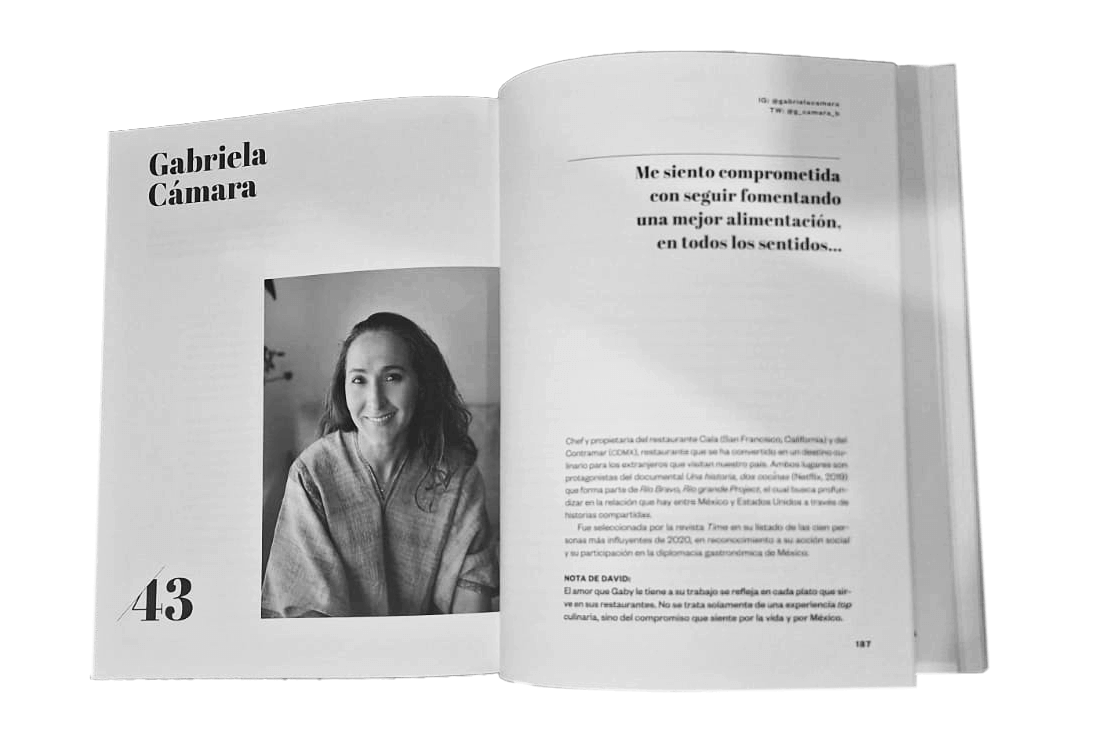 Gabriela
Cámara
43
IG: @gabrielacamara
TW: @g_camara_b
Me siento comprometida
con seguir fomentando
una mejor alimentación,
en todos los sentidos...
Chef y propietaria del restaurante Cala (San Francisco, California) y del
Contramar (CDMX), restaurante que se ha convertido en un destino cu-
linario para los extranjeros que visitan nuestro país. Ambos lugares son
protagonistas del documental Una historia, dos cocinas (Netflix, 2019)
que forma parte de Río Bravo, Río grande Project, el cual busca profun-
dizar en la relación que hay entre México y Estados Unidos a través de
historias compartidas.
Fue seleccionada por la revista Time en su listado de las cien per-
sonas más influyentes de 2020, en reconocimiento a su acción social
y su participación en la diplomacia gastronómica de México.
NOTA DE DAVID:
El amor que Gaby le tiene a su trabajo se refleja en cada plato que sir-
ve en sus restaurantes. No se trata solamente de una experiencia top
culinaria, sino del compromiso que siente por la vida y por México.
187